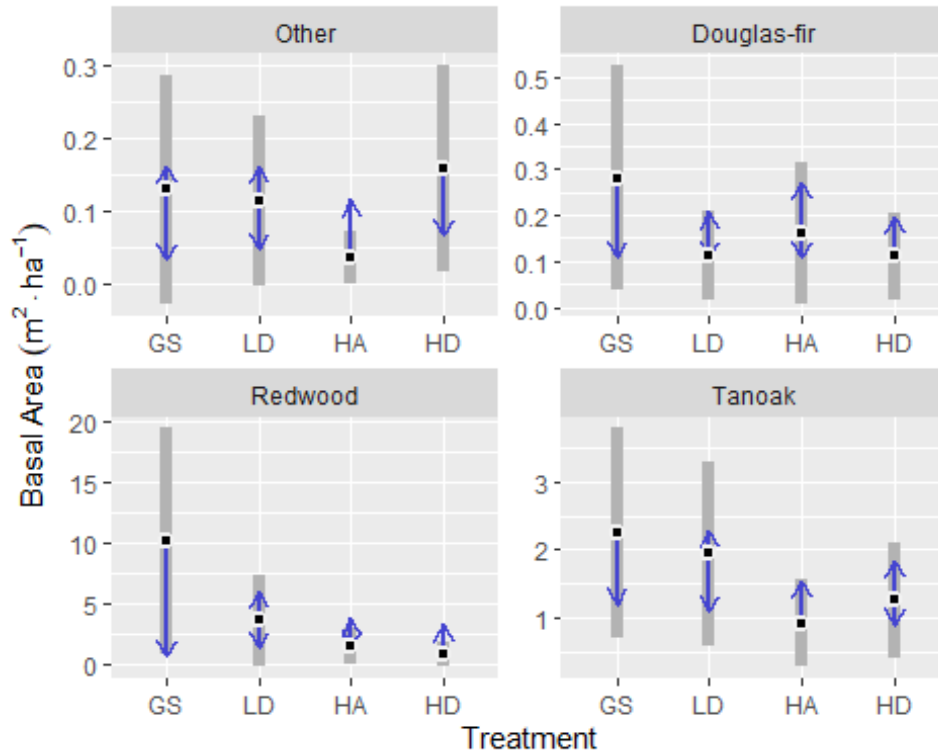 Other
Douglas-fir
0.3
0.2
0.1
0.0
0.5
0.4
0.3
0.2
0.1
0.0
GS LD HA HD
GS LD HA HD
Redwood
Tanoak
20
15
10
5
0
3
2
1
GS LD HA HD
GS LD HA HD
Basal Area (m² · ha⁻¹)
Treatment